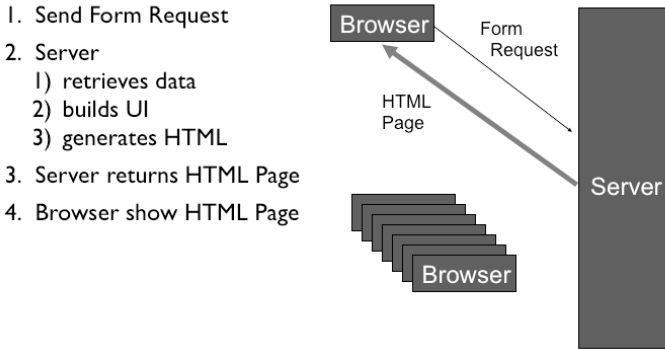 1. Send Form Request
2. Server
1) retrieves data
2) builds UI
3) generates HTML
3. Server returns HTML Page
4. Browser show HTML Page
Browser
Form
Request
HTML
Page
Server
Browser